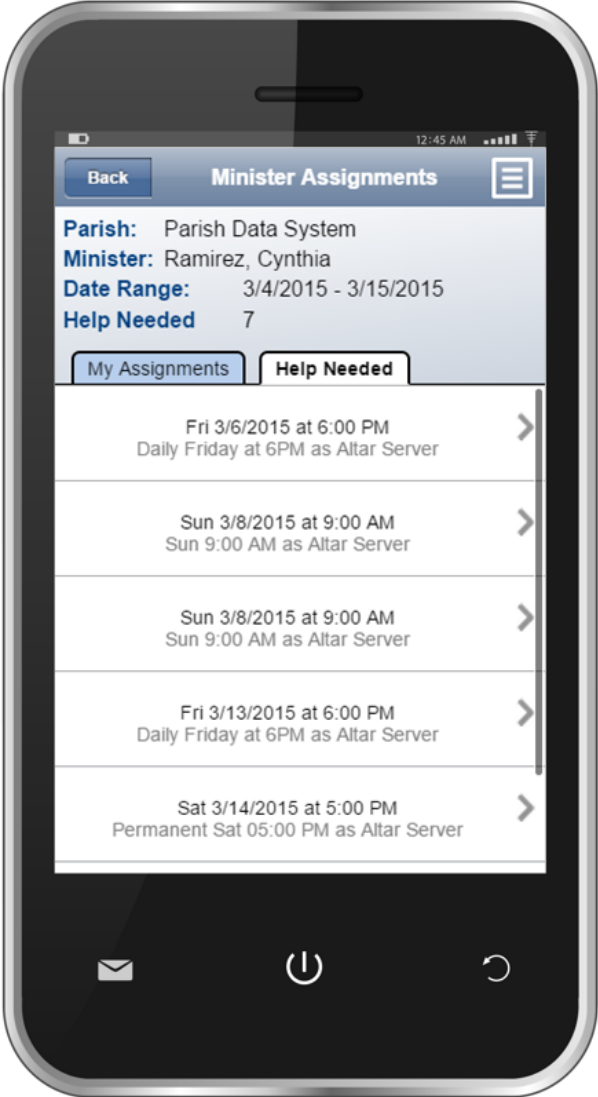 12:45 AM
Back Minister Assignments
Parish: Parish Data System
Minister: Ramirez, Cynthia
Date Range: 3/4/2015 - 3/15/2015
Help Needed 7
My Assignments Help Needed
Fri 3/6/2015 at 6:00 PM
Daily Friday at 6PM as Altar Server
Sun 3/8/2015 at 9:00 AM
Sun 9:00 AM as Altar Server
Sun 3/8/2015 at 9:00 AM
Sun 9:00 AM as Altar Server
Fri 3/13/2015 at 6:00 PM
Daily Friday at 6PM as Altar Server
Sat 3/14/2015 at 5:00 PM
Permanent Sat 05:00 PM as Altar Server